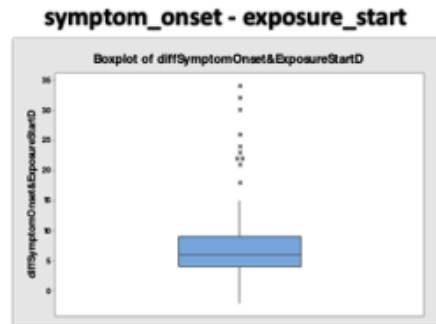 symptom_onset - exposure_start
Boxplot of diffSymptomOnset&ExposureStartD
diffSymptomOnset&ExposureStartD
35
30
25
20
15
10
5
0